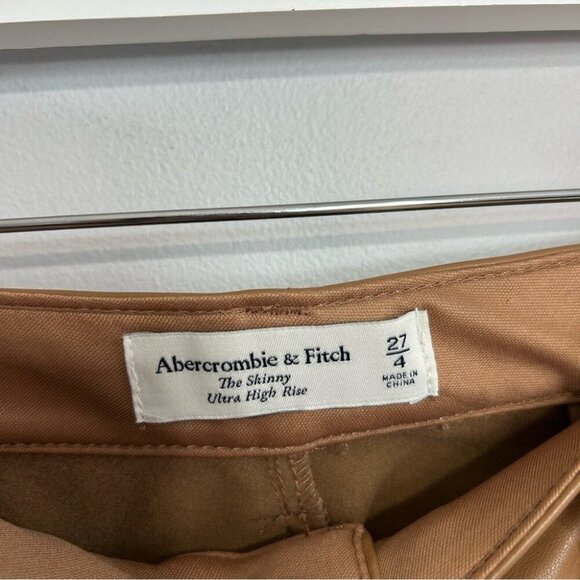 Abercrombie & Fitch
The Skinny
Ultra High Rise
27
4
MADE IN
CHINA